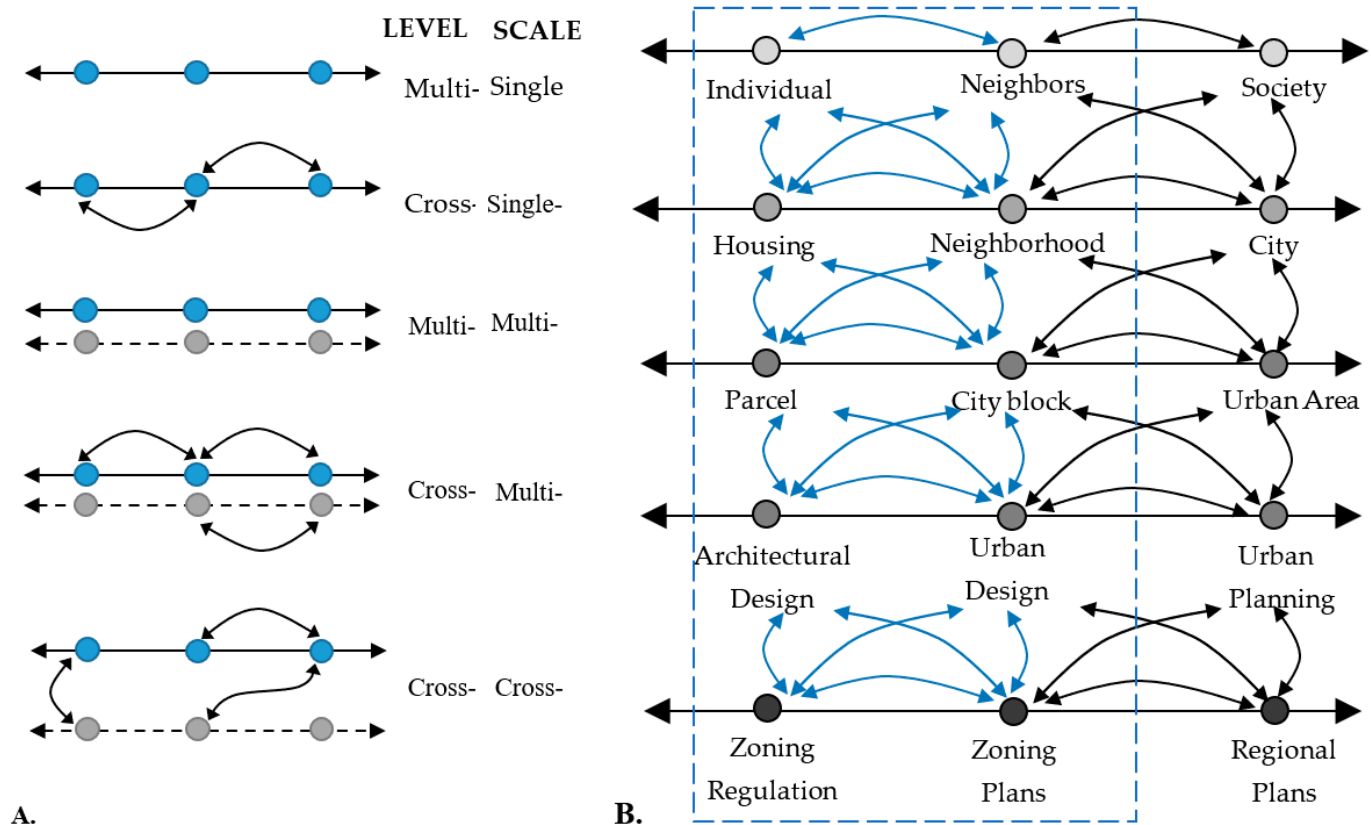 LEVEL SCALE
Multi- Single
Cross- Single-
Multi- Multi-
Cross- Multi-
Cross- Cross-
A.
Individual Neighbors Society
Housing Neighborhood City
Parcel City block Urban Area
Architectural Urban Urban
Design Design Planning
Zoning Zoning Regional
Regulation Plans Plans
B.